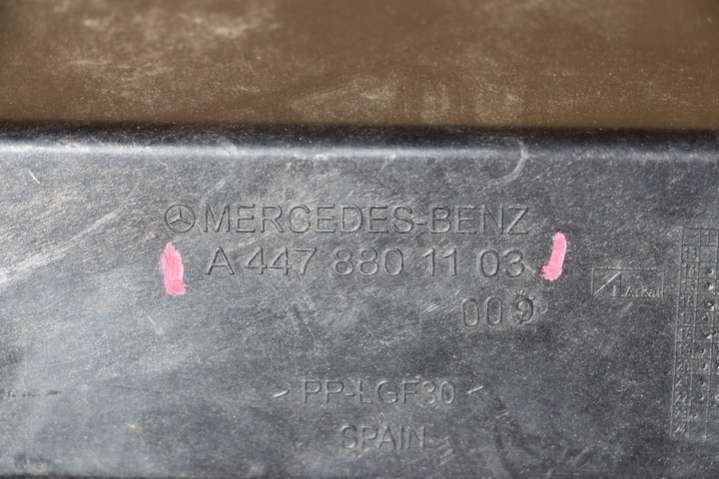 MERCEDES-BENZ
A 447 880 11 03
009
>PP-LGF30<
SPAIN